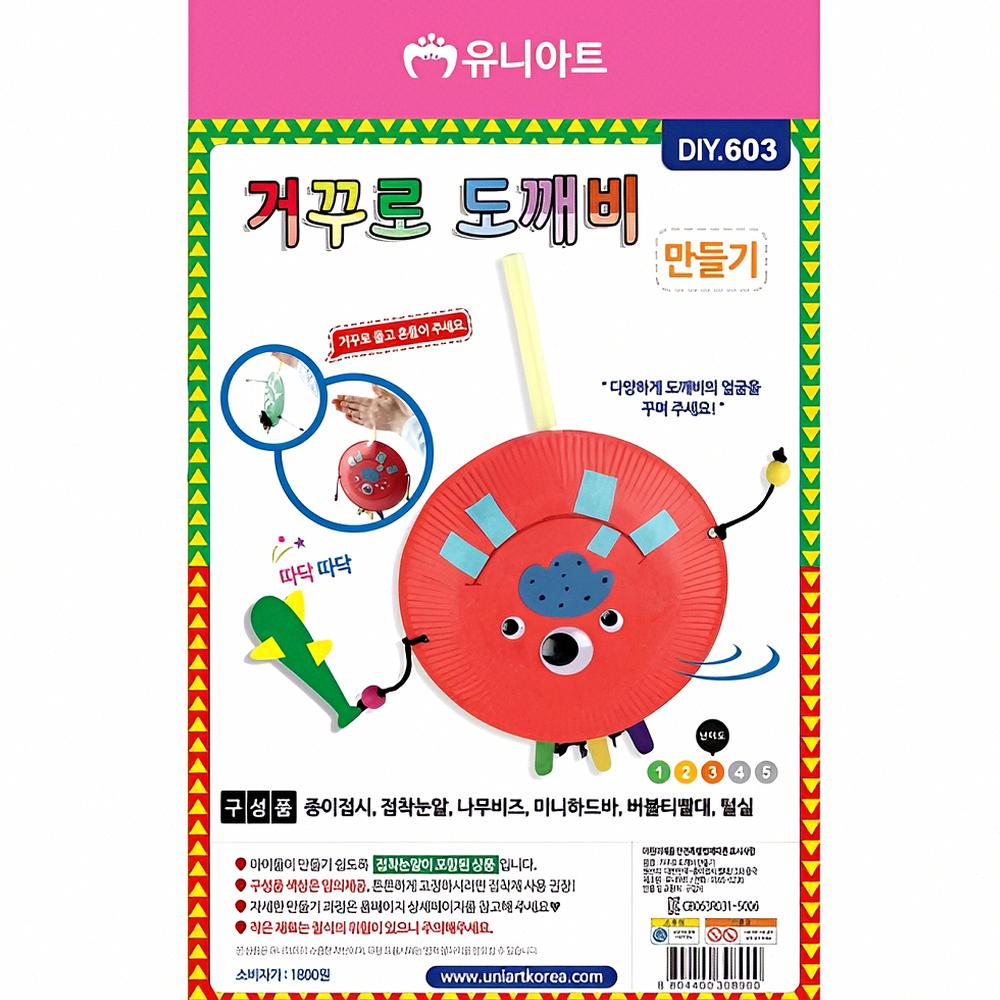 유니아트
DIY.603
거꾸로 도깨비
만들기
거꾸로 들고 흔들어 주세요.
"다양하게 도깨비의 얼굴을
꾸며 주세요!"
따닥 따닥
난이도
1 2 3 4 5
구성품 종이접시, 접착눈알, 나무비즈, 미니하드바, 버블티빨대, 털실
아이들이 만들기 쉽도록 접착눈알이 포함된 상품 입니다.
구성품 색상은 임의제공, 튼튼하게 고정하시려면 접착제 사용 권장!
자세한 만들기 과정은 홈페이지 상세페이지를 참고해 주세요♥
작은 재료는 질식의 위험이 있으니 주의해주세요.
소비자가 : 1800원
www.uniartkorea.com
8 804400 308900